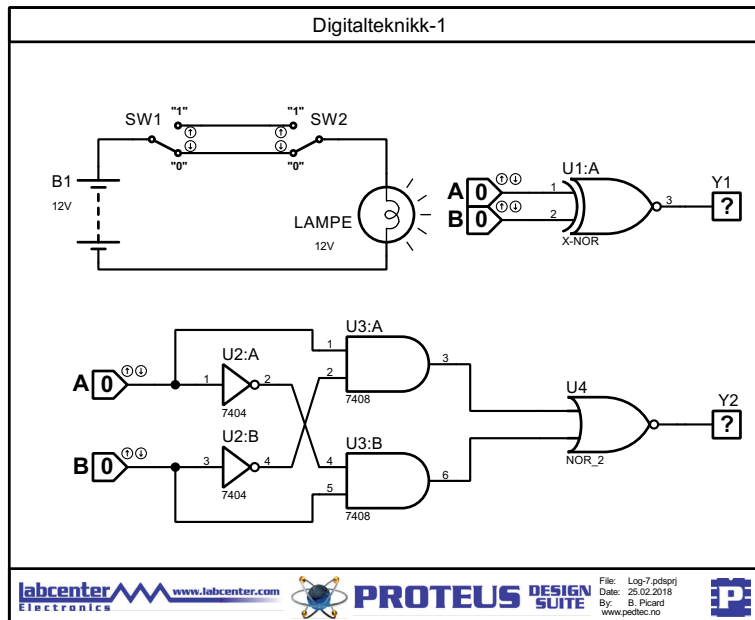 Digitalteknikk-1
SW1 "1" "1" SW2
"0" "0"
B1
12V
LAMPE
12V
U1:A
A 0 1
B 0 2
3
X-NOR
Y1
?
U3:A
1
2
3
7408
U2:A
A 0 1 2
7404
U2:B
B 0 3 4
7404
U3:B
4
5
6
7408
U4
NOR_2
Y2
?
labcenter www.labcenter.com
Electronics
PROTEUS DESIGN SUITE
File: Log-7.pdsprj
Date: 25.02.2018
By: B. Picard
www.pedtec.no
P